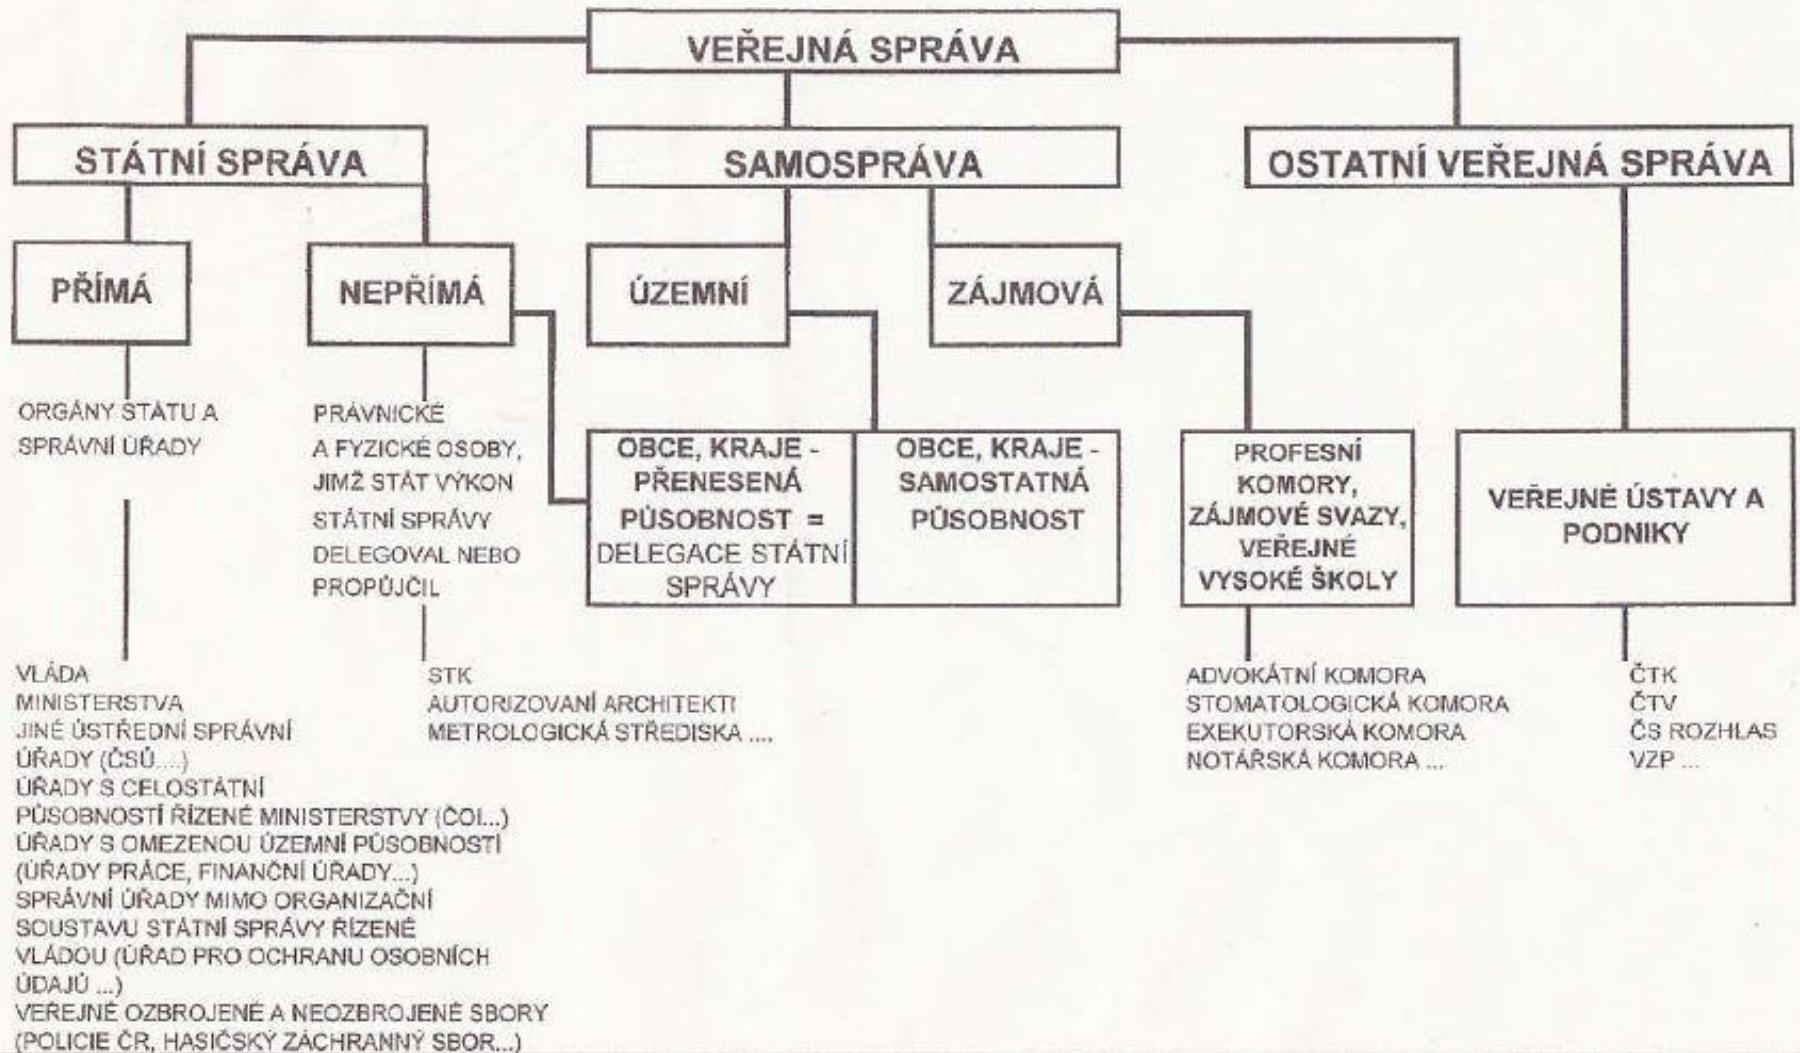 VEŘEJNÁ SPRÁVA
STÁTNÍ SPRÁVA
SAMOSPRÁVA
OSTATNÍ VEŘEJNÁ SPRÁVA
PŘÍMÁ
NEPŘÍMÁ
ÚZEMNÍ
ZÁJMOVÁ
ORGÁNY STÁTU A
SPRÁVNÍ ÚŘADY
PRÁVNICKÉ
A FYZICKÉ OSOBY,
JIMŽ STÁT VÝKON
STÁTNÍ SPRÁVY
DELEGOVAL NEBO
PROPŮJČIL
OBCE, KRAJE -
PŘENESENÁ
PŮSOBNOST =
DELEGACE STÁTNÍ
SPRÁVY
OBCE, KRAJE -
SAMOSTATNÁ
PŮSOBNOST
PROFESNÍ
KOMORY,
ZÁJMOVÉ SVAZY,
VEŘEJNÉ
VYSOKÉ ŠKOLY
VEŘEJNÉ ÚSTAVY A
PODNIKY
VLÁDA
MINISTERSTVA
JINÉ ÚSTŘEDNÍ SPRÁVNÍ
ÚŘADY (ČSÚ....)
ÚŘADY S CELOSTÁTNÍ
PŮSOBNOSTÍ ŘÍZENÉ MINISTERSTVY (ČOI...)
ÚŘADY S OMEZENOU ÚZEMNÍ PŮSOBNOSTÍ
(ÚŘADY PRÁCE, FINANČNÍ ÚŘADY...)
SPRÁVNÍ ÚŘADY MIMO ORGANIZAČNÍ
SOUSTAVU STÁTNÍ SPRÁVY ŘÍZENÉ
VLÁDOU (ÚŘAD PRO OCHRANU OSOBNÍCH
ÚDAJŮ ...)
VEŘEJNÉ OZBROJENÉ A NEOZBROJENÉ SBORY
(POLICIE ČR, HASIČSKÝ ZÁCHRANNÝ SBOR...)
STK
AUTORIZOVANÍ ARCHITEKTI
METROLOGICKÁ STŘEDISKA ....
ADVOKÁTNÍ KOMORA
STOMATOLOGICKÁ KOMORA
EXEKUTORSKÁ KOMORA
NOTÁŘSKÁ KOMORA ...
ČTK
ČTV
ČS ROZHLAS
VZP ...